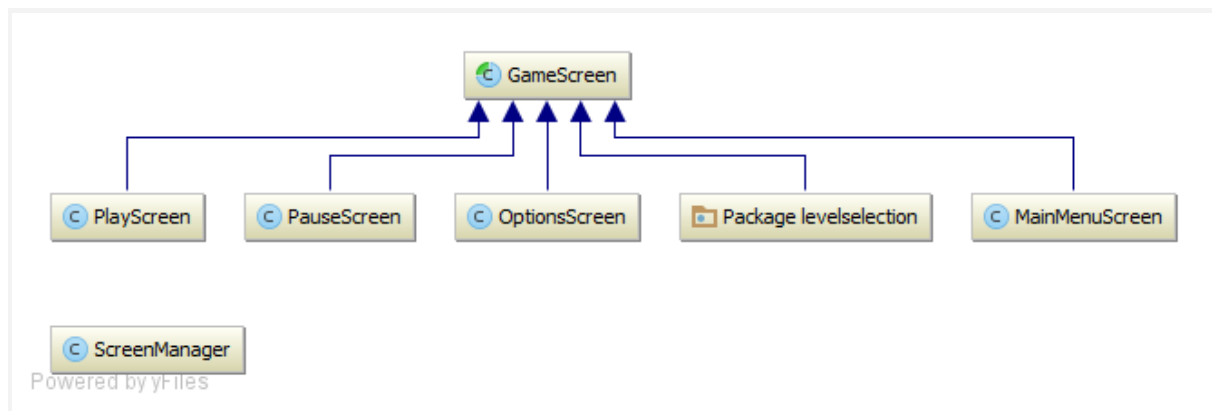 GameScreen
PlayScreen
PauseScreen
OptionsScreen
Package levelselection
MainMenuScreen
ScreenManager
Powered by yFiles